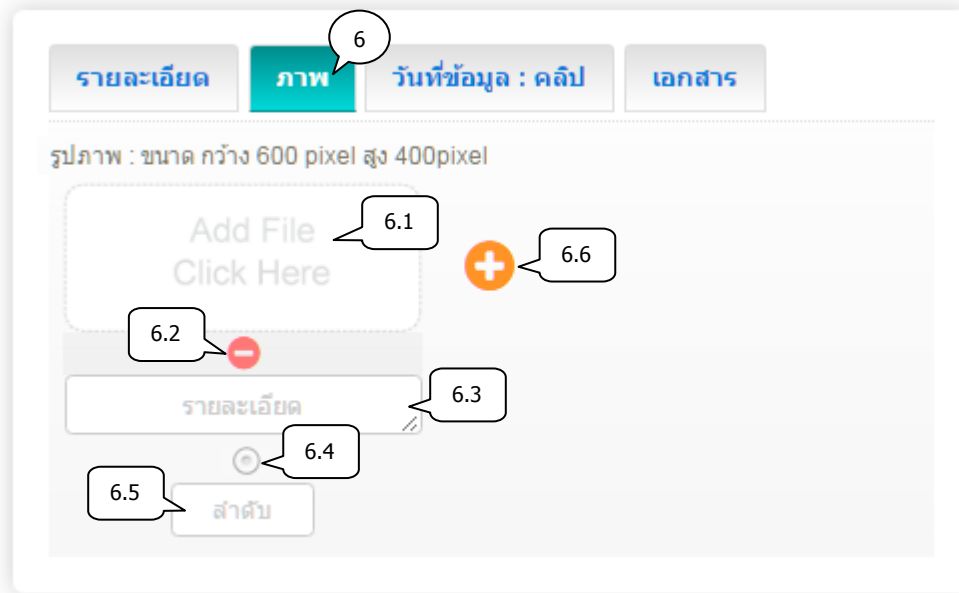 6
รายละเอียด ภาพ วันที่ข้อมูล : คลิป เอกสาร
รูปภาพ : ขนาด กว้าง 600 pixel สูง 400pixel
Add File
Click Here
6.1
6.6
6.2
รายละเอียด
6.3
6.4
6.5
ลำดับ